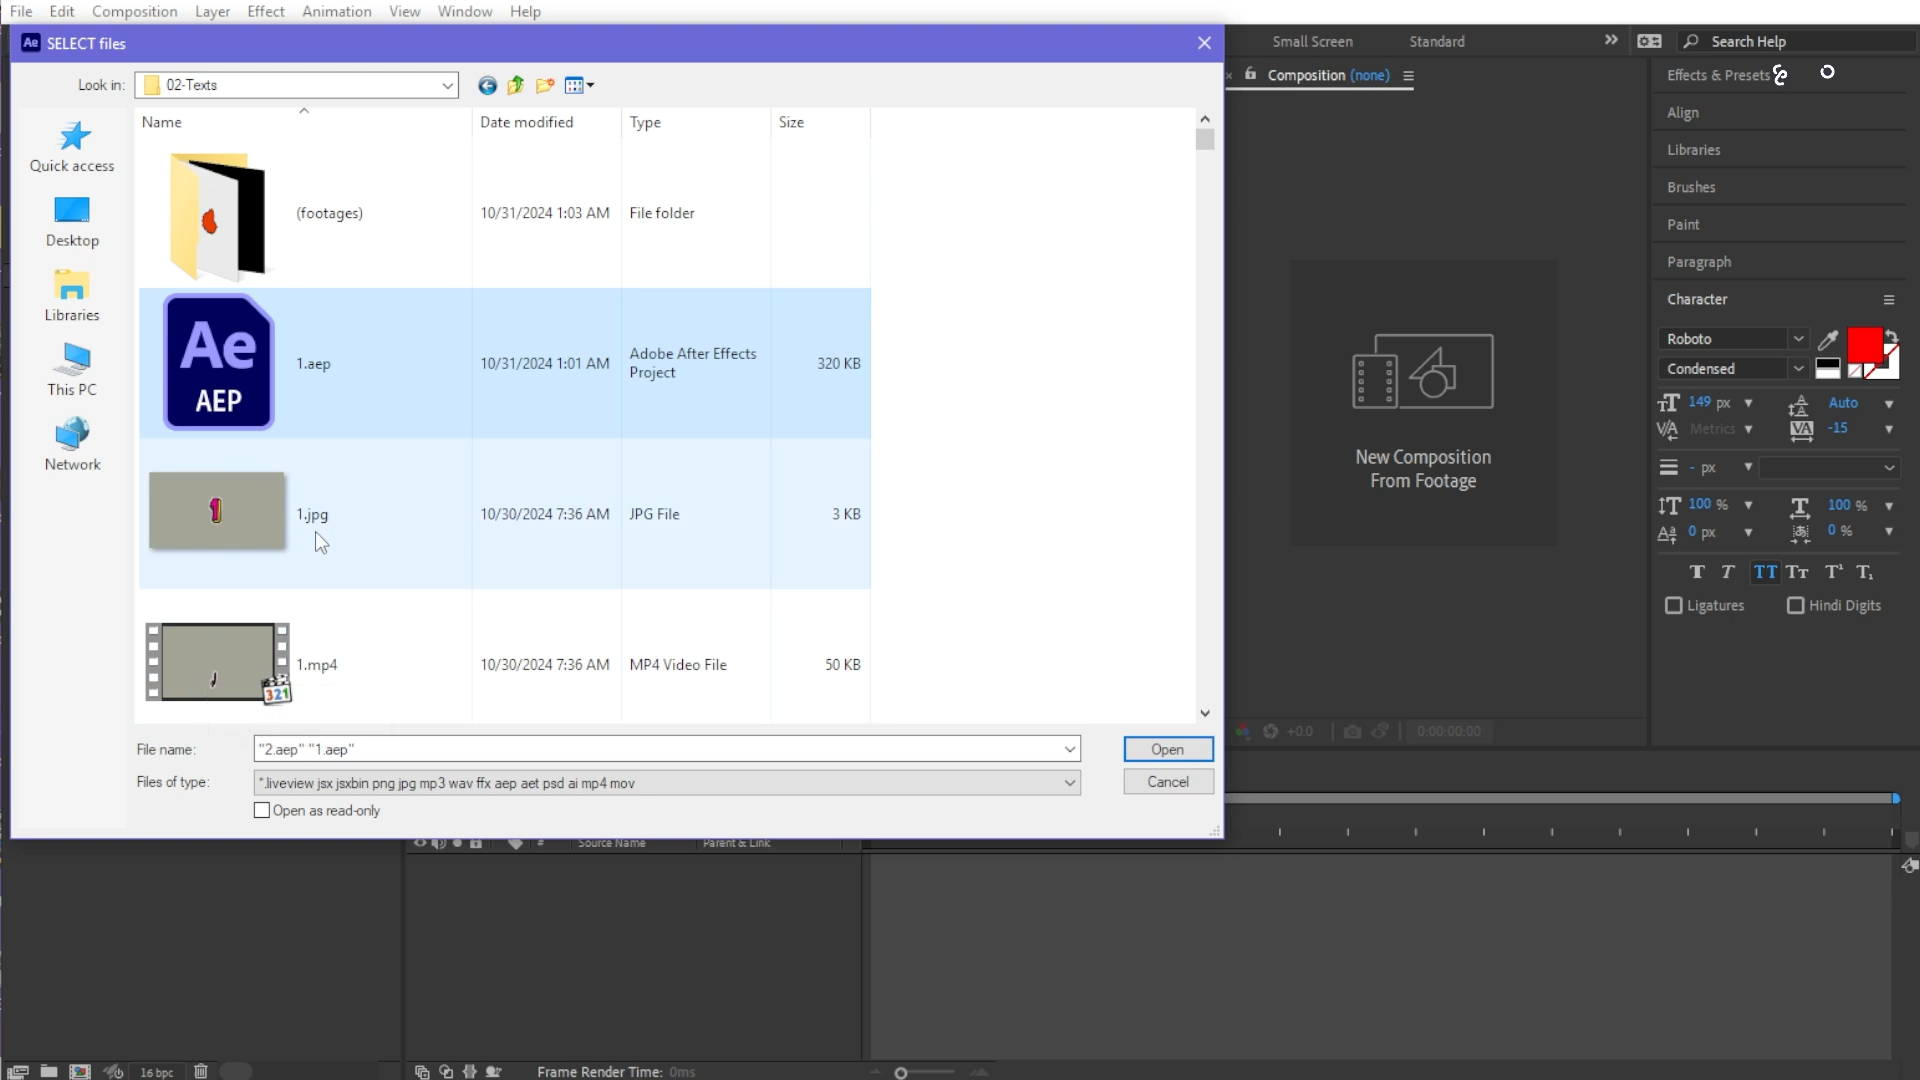 File Edit Composition Layer Effect Animation View Window Help
Ae SELECT files
Small Screen Standard Search Help
Look in: 02-Texts
Composition (none)
Effects & Presets
Align
Libraries
Brushes
Paint
Paragraph
Character
Roboto
Condensed
149 px Auto
Metrics -15
- px
100 % 100 %
0 px 0 %
T T TT Tr T¹ T₁
Ligatures Hindi Digits
Quick access
Desktop
Libraries
This PC
Network
Name Date modified Type Size
(footages) 10/31/2024 1:03 AM File folder
Ae
AEP
1.aep 10/31/2024 1:01 AM Adobe After Effects
Project 320 KB
1
1.jpg 10/30/2024 7:36 AM JPG File 3 KB
321
1.mp4 10/30/2024 7:36 AM MP4 Video File 50 KB
File name: "2.aep" "1.aep" Open
Files of type: *.liveview jsx jsxbin png jpg mp3 wav ffx aep aet psd ai mp4 mov Cancel
Open as read-only
New Composition
From Footage
+0.0 0:00:00:00
# Source Name Parent & Link
16 bpc Frame Render Time: 0ms